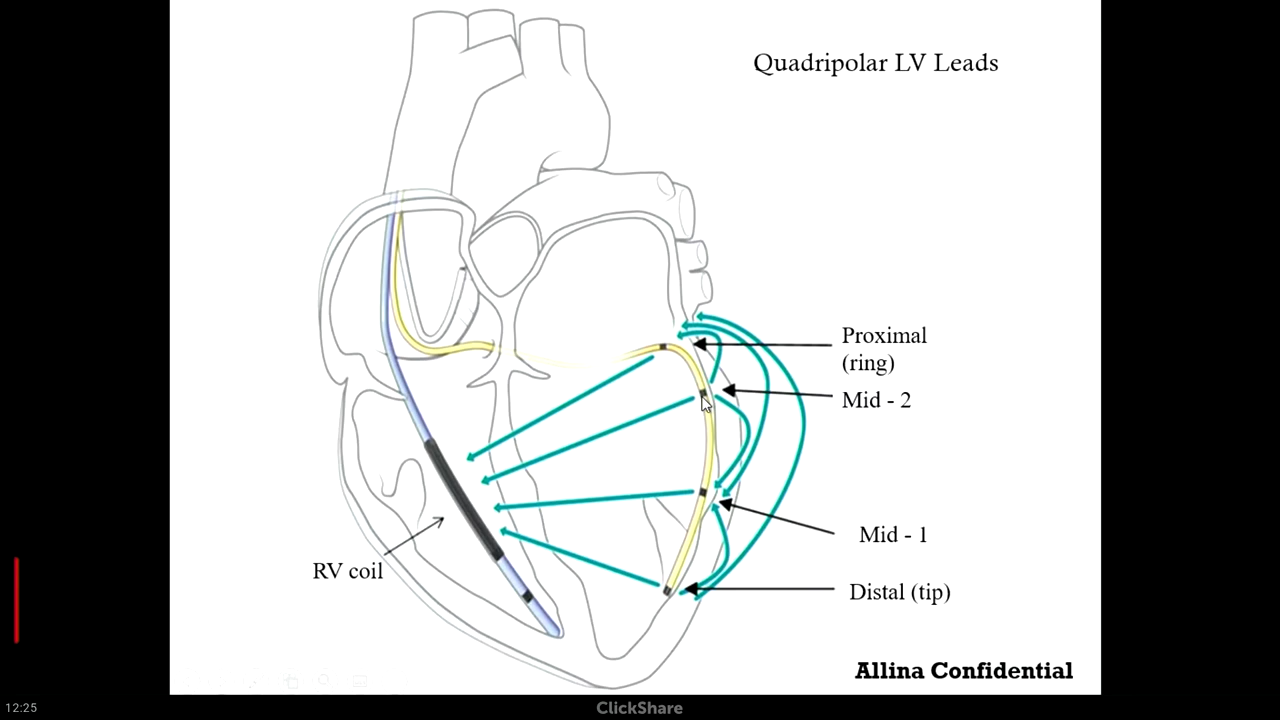 Quadripolar LV Leads
Proximal
(ring)
Mid - 2
Mid - 1
RV coil
Distal (tip)
Allina Confidential
12:25
ClickShare